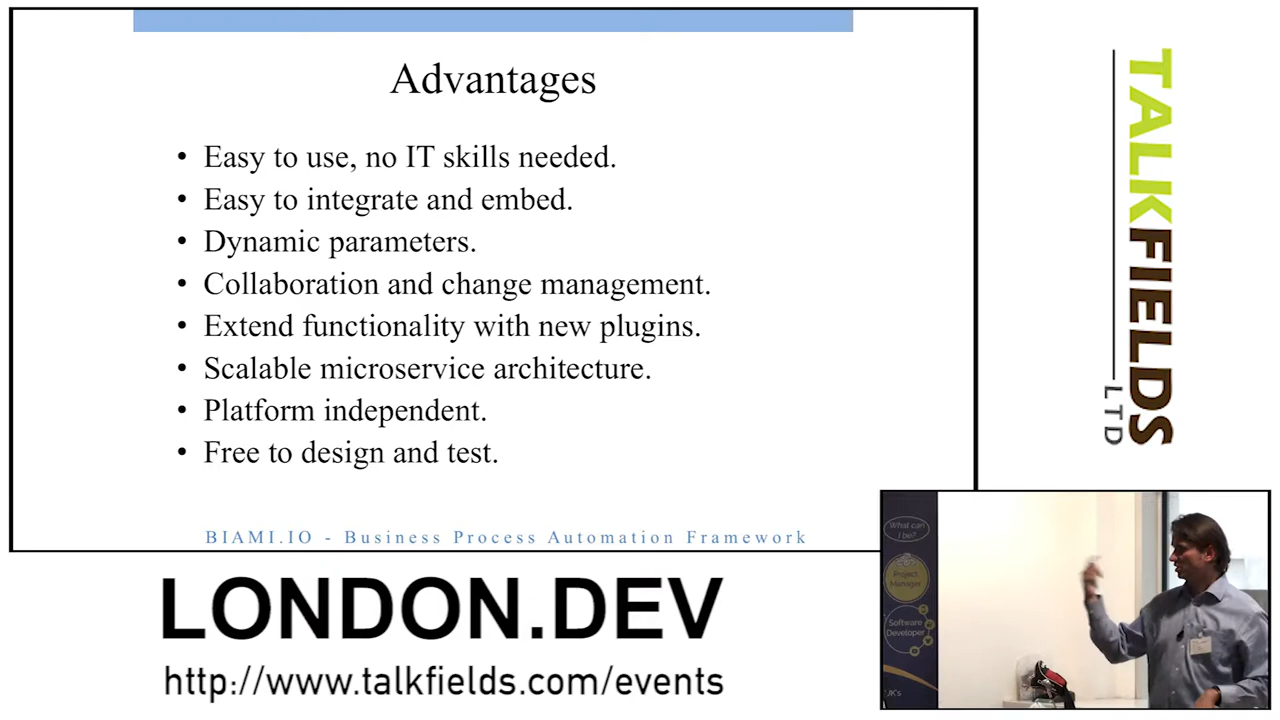 Advantages
• Easy to use, no IT skills needed.
• Easy to integrate and embed.
• Dynamic parameters.
• Collaboration and change management.
• Extend functionality with new plugins.
• Scalable microservice architecture.
• Platform independent.
• Free to design and test.
BIAMI.IO - Business Process Automation Framework
LONDON.DEV
http://www.talkfields.com/events
TALKFIELDS
LTD
What can
I be?
Project
Manager
Software
Developer
JK's